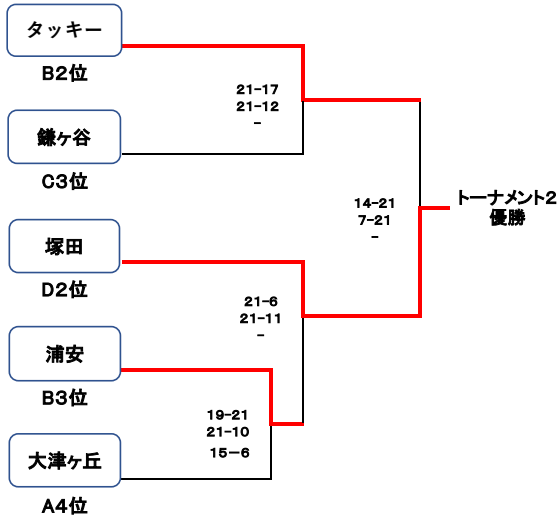 タッキー
B2位
21-17
21-12
-
鎌ヶ谷
C3位
14-21
7-21
-
トーナメント2
優勝
塚田
D2位
21-6
21-11
-
浦安
B3位
19-21
21-10
15-6
大津ヶ丘
A4位